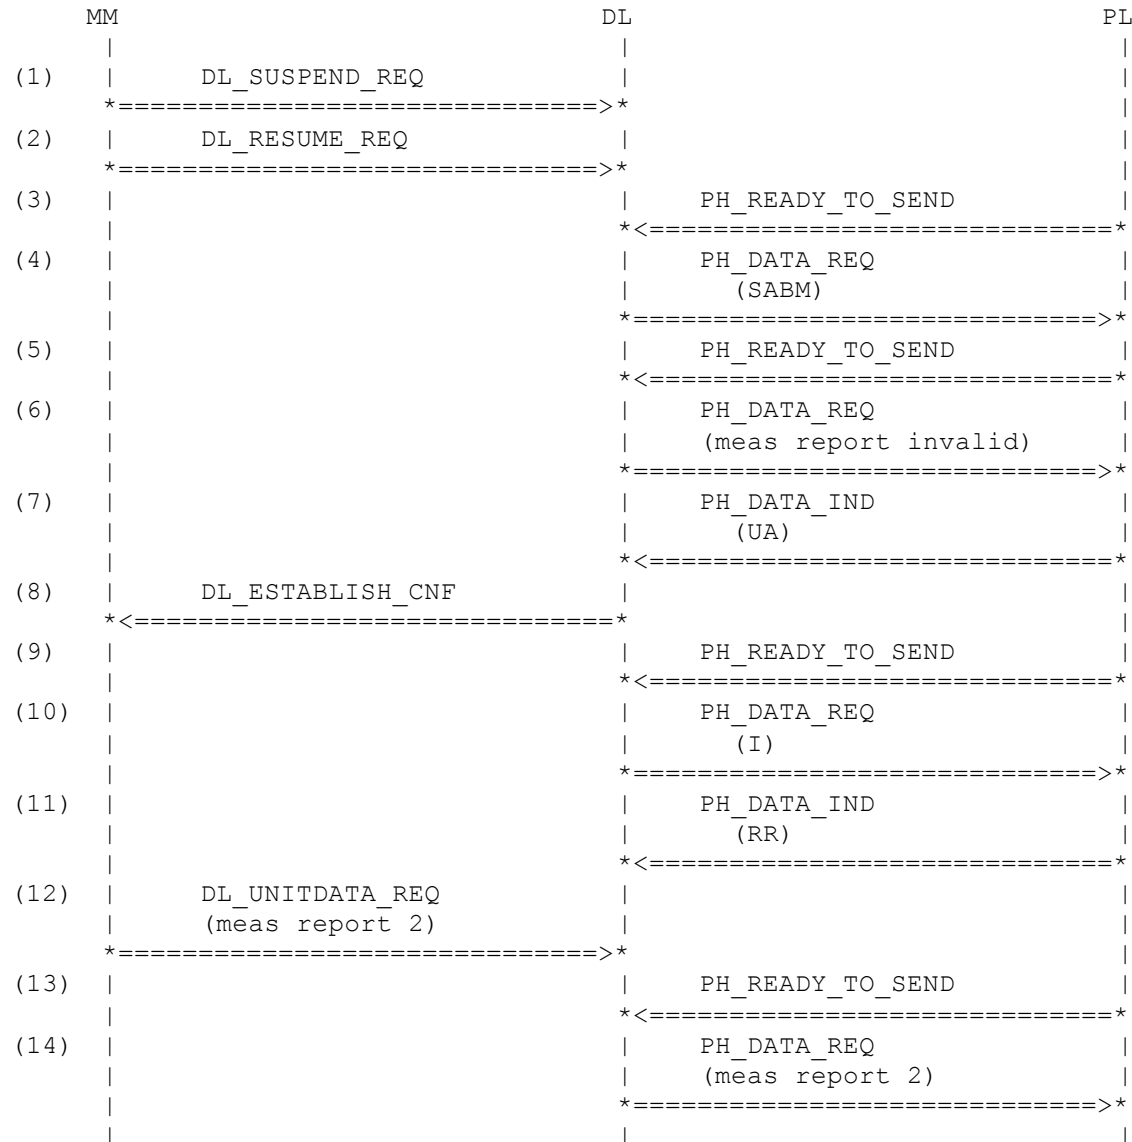 MM DL PL
| | |
(1) | DL_SUSPEND_REQ | |
*==============================>* |
(2) | DL_RESUME_REQ | |
*==============================>* |
(3) | | PH_READY_TO_SEND |
| *<=============================*
(4) | | PH_DATA_REQ |
| | (SABM) |
| *=============================>*
(5) | | PH_READY_TO_SEND |
| *<=============================*
(6) | | PH_DATA_REQ |
| | (meas report invalid) |
| *=============================>*
(7) | | PH_DATA_IND |
| | (UA) |
| *<=============================*
(8) | DL_ESTABLISH_CNF | |
*<==============================* |
(9) | | PH_READY_TO_SEND |
| *<=============================*
(10) | | PH_DATA_REQ |
| | (I) |
| *=============================>*
(11) | | PH_DATA_IND |
| | (RR) |
| *<=============================*
(12) | DL_UNITDATA_REQ | |
| (meas report 2) | |
*==============================>* |
(13) | | PH_READY_TO_SEND |
| *<=============================*
(14) | | PH_DATA_REQ |
| | (meas report 2) |
| *=============================>*
| | |